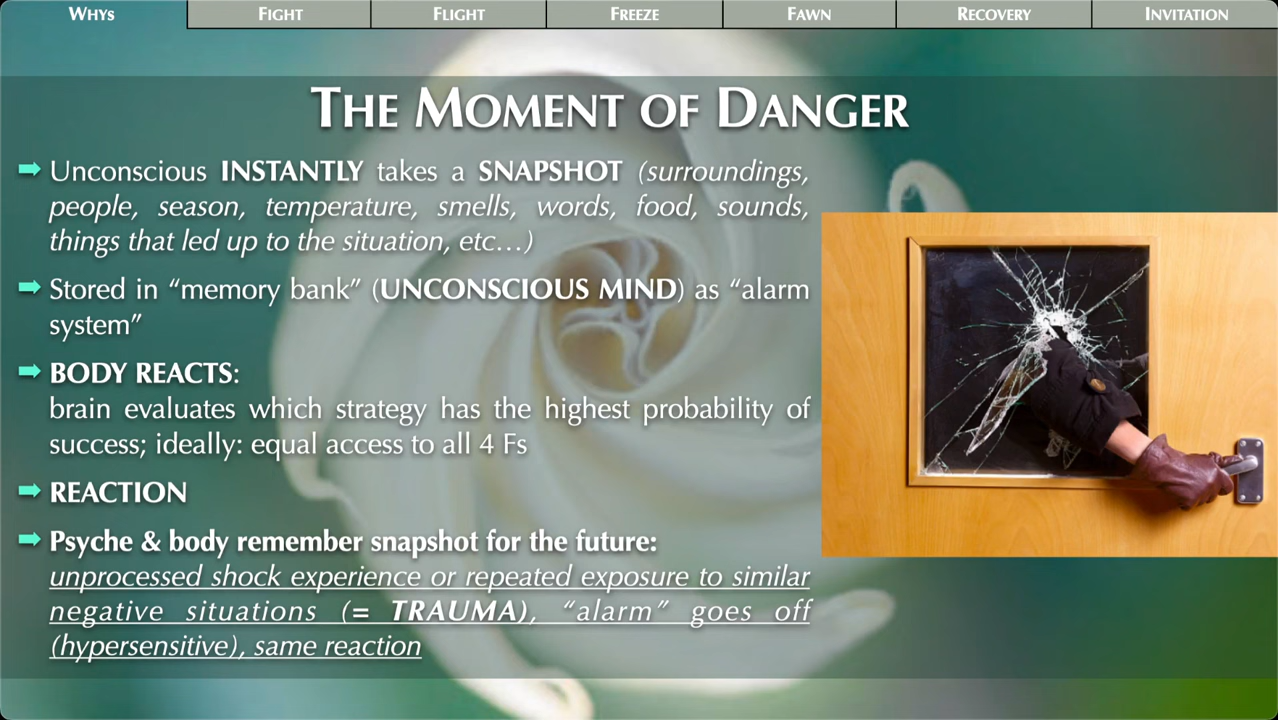 WHYS
FIGHT
FLIGHT
FREEZE
FAWN
RECOVERY
INVITATION
THE MOMENT OF DANGER
Unconscious INSTANTLY takes a SNAPSHOT (surroundings,
people, season, temperature, smells, words, food, sounds,
things that led up to the situation, etc…)
Stored in “memory bank” (UNCONSCIOUS MIND) as “alarm
system”
BODY REACTS:
brain evaluates which strategy has the highest probability of
success; ideally: equal access to all 4 Fs
REACTION
Psyche & body remember snapshot for the future:
unprocessed shock experience or repeated exposure to similar
negative situations (= TRAUMA), “alarm” goes off
(hypersensitive), same reaction